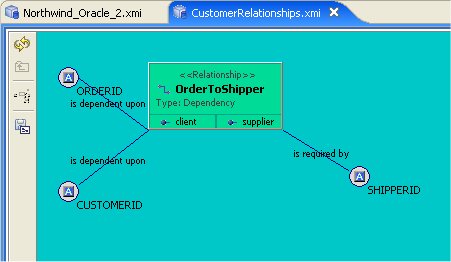 Northwind_Oracle_2.xmi
CustomerRelationships.xmi
<<Relationship>>
OrderToShipper
Type: Dependency
client
supplier
A
ORDERID
is dependent upon
is dependent upon
is required by
A
CUSTOMERID
A
SHIPPERID